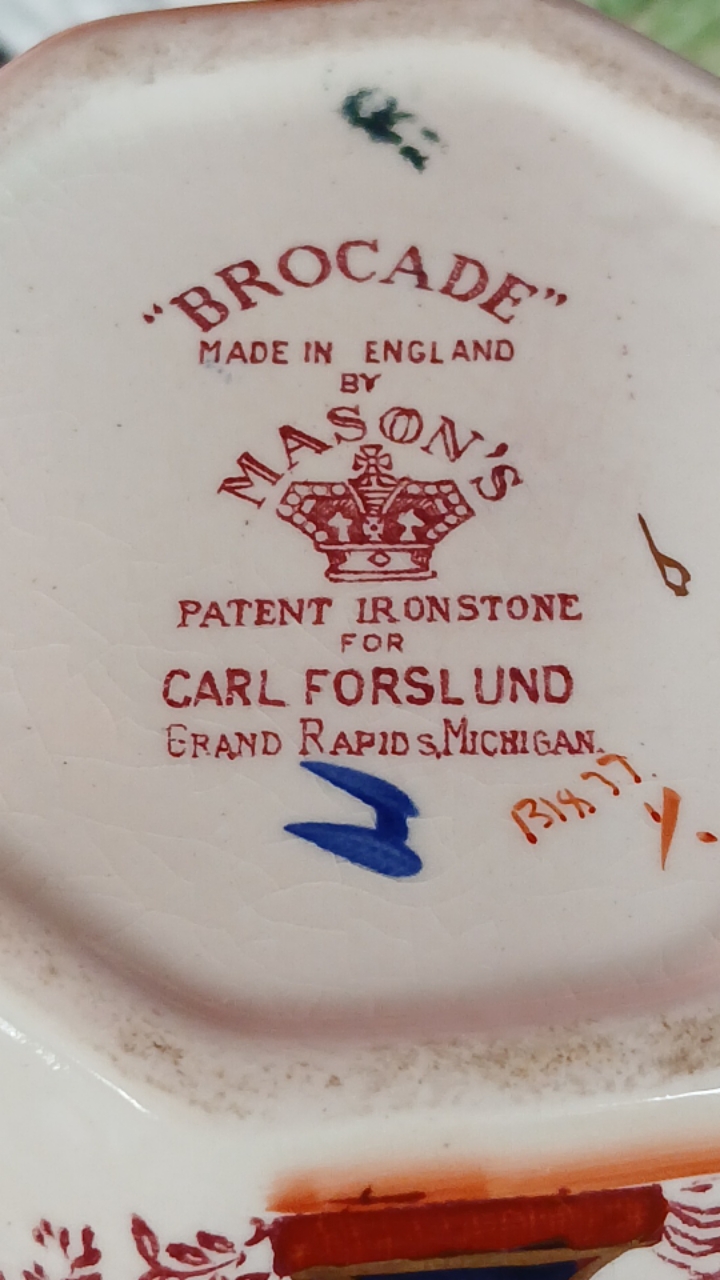 "BROCADE"
MADE IN ENGLAND
BY
MASON'S
PATENT IRONSTONE
FOR
CARL FORSLUND
GRAND RAPIDS, MICHIGAN.